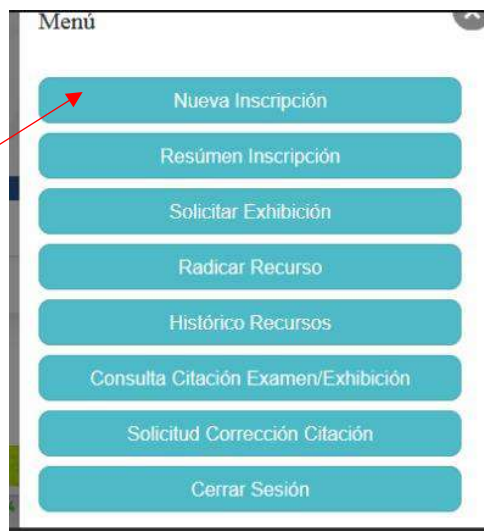 Menú
Nueva Inscripción
Resúmen Inscripción
Solicitar Exhibición
Radicar Recurso
Histórico Recursos
Consulta Citación Examen/Exhibición
Solicitud Corrección Citación
Cerrar Sesión